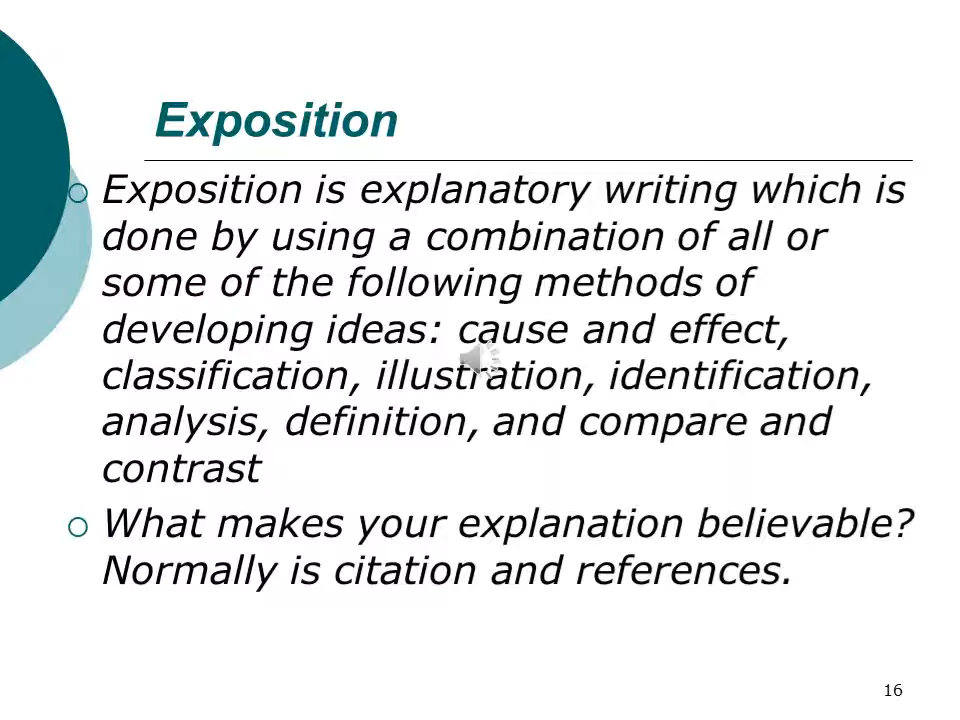 Exposition
Exposition is explanatory writing which is
done by using a combination of all or
some of the following methods of
developing ideas: cause and effect,
classification, illustration, identification,
analysis, definition, and compare and
contrast
What makes your explanation believable?
Normally is citation and references.
16